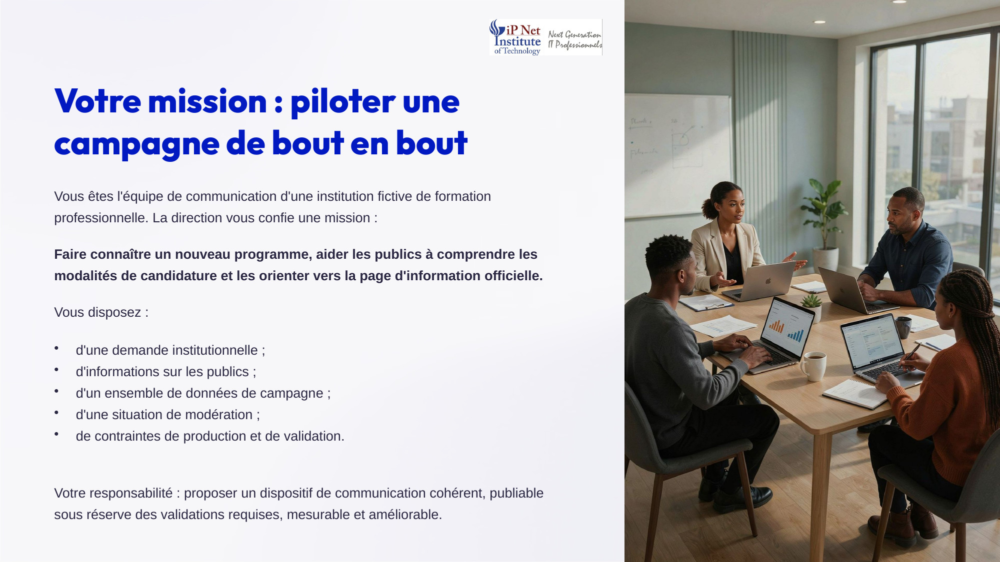 iP Net
Institute
of Technology
Next Generation
IT Professionnels
Votre mission : piloter une
campagne de bout en bout
Vous êtes l'équipe de communication d'une institution fictive de formation
professionnelle. La direction vous confie une mission :
Faire connaître un nouveau programme, aider les publics à comprendre les
modalités de candidature et les orienter vers la page d'information officielle.
Vous disposez :
• d'une demande institutionnelle ;
• d'informations sur les publics ;
• d'un ensemble de données de campagne ;
• d'une situation de modération ;
• de contraintes de production et de validation.
Votre responsabilité : proposer un dispositif de communication cohérent, publiable
sous réserve des validations requises, mesurable et améliorable.